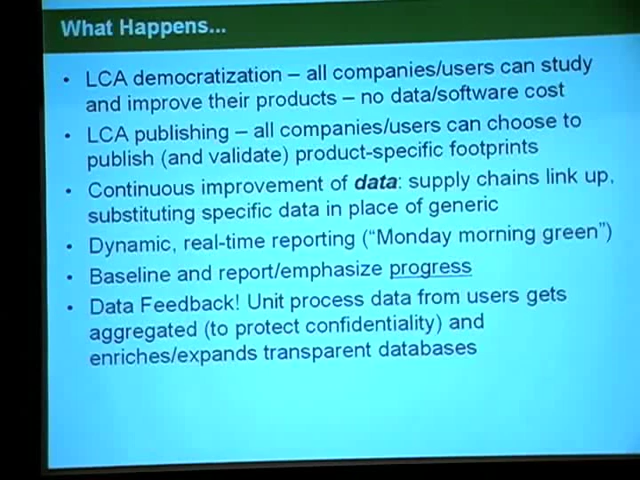 What Happens...
• LCA democratization – all companies/users can study
and improve their products – no data/software cost
• LCA publishing – all companies/users can choose to
publish (and validate) product-specific footprints
• Continuous improvement of data: supply chains link up,
substituting specific data in place of generic
• Dynamic, real-time reporting (“Monday morning green”)
• Baseline and report/emphasize progress
• Data Feedback! Unit process data from users gets
aggregated (to protect confidentiality) and
enriches/expands transparent databases